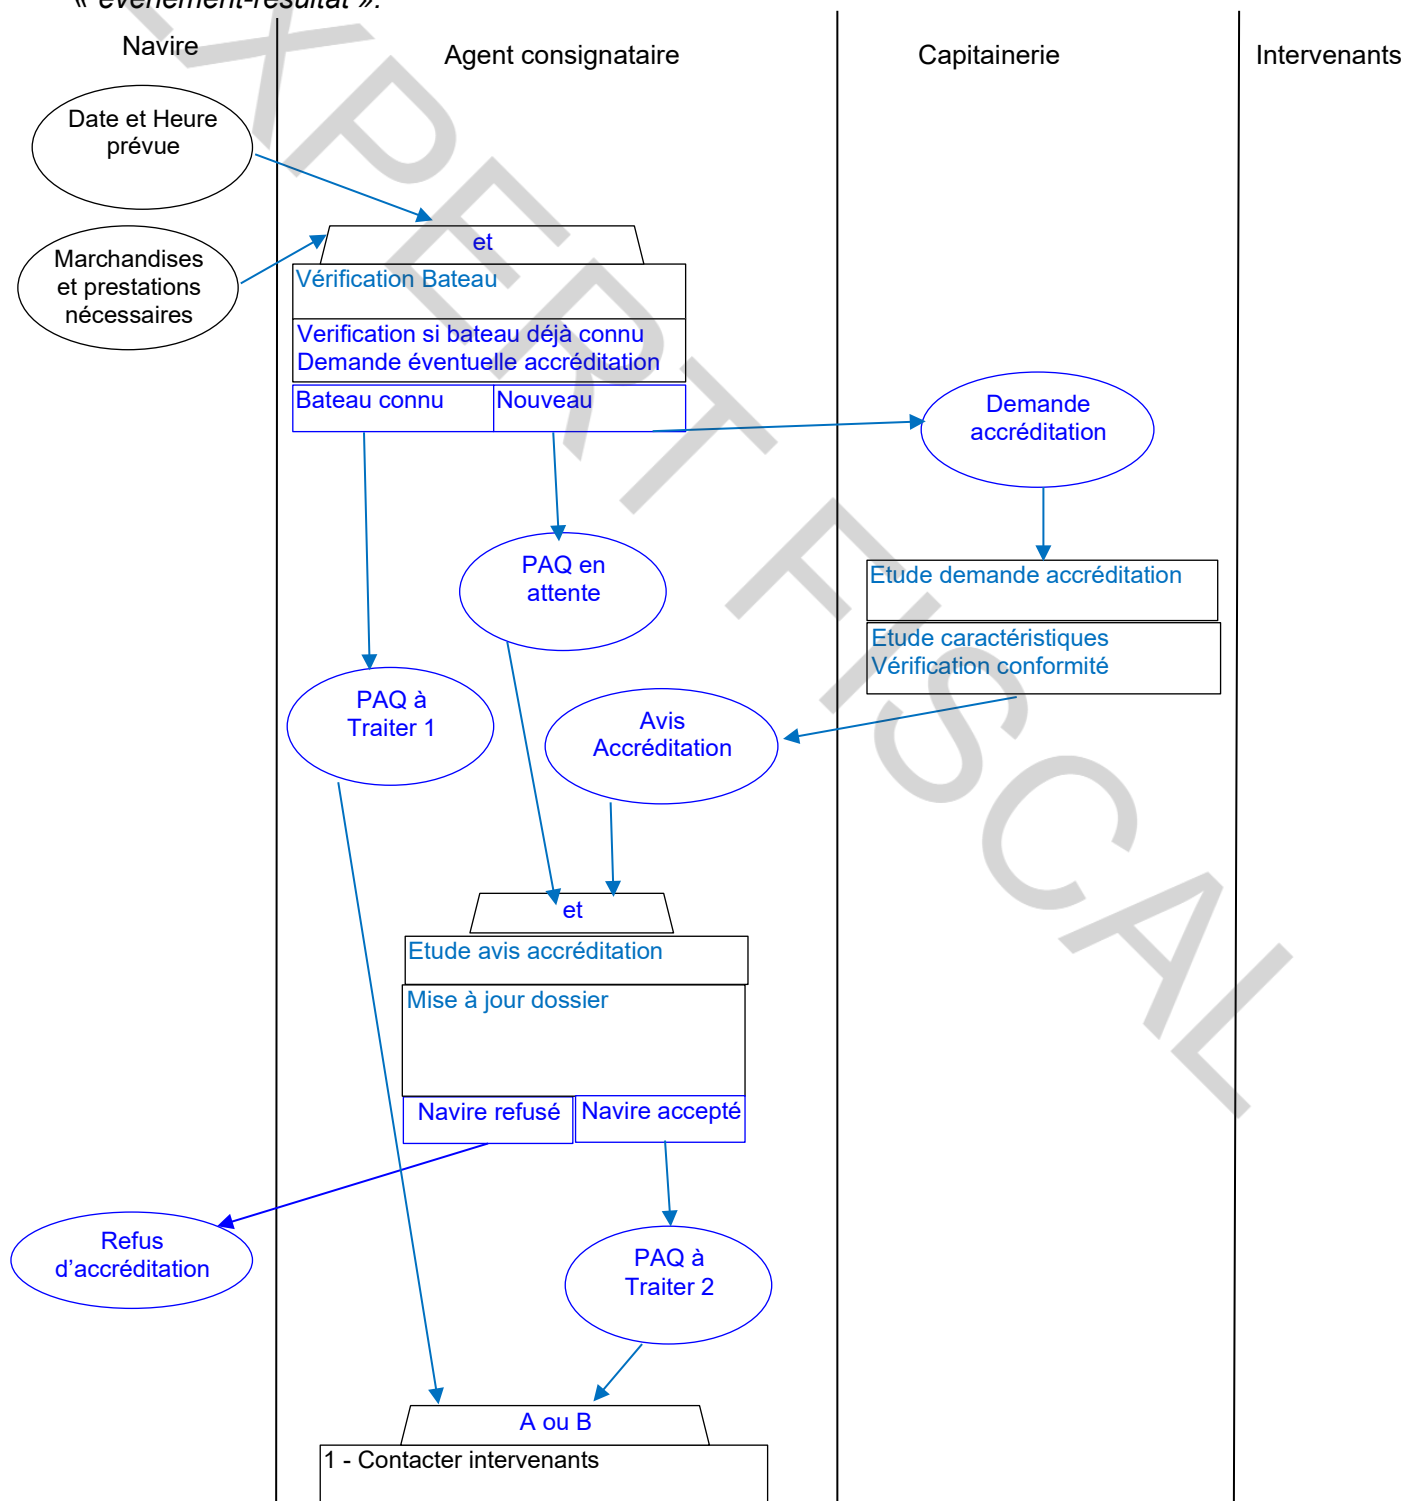 « évènement-résultat ».
Navire
Agent consignataire
Capitainerie
Intervenants
Date et Heure
prévue
et
Marchandises
et prestations
nécessaires
Vérification Bateau
Verification si bateau déjà connu
Demande éventuelle accréditation
Bateau connu
Nouveau
Demande
accréditation
PAQ en
attente
Etude demande accréditation
Etude caractéristiques
Vérification conformité
PAQ à
Traiter 1
Avis
Accréditation
et
Etude avis accréditation
Mise à jour dossier
Navire refusé
Navire accepté
Refus
d’accréditation
PAQ à
Traiter 2
A ou B
1 - Contacter intervenants
EXPERT FISCAL